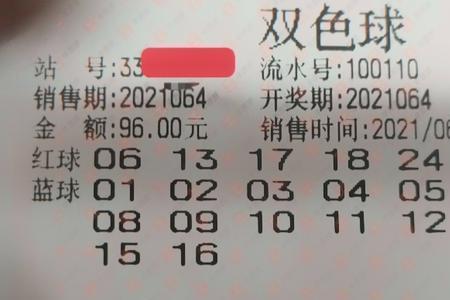 双色球
站 号:33
流水号:100110
销售期:2021064 开奖期:2021064
金 额:96.00元 销售时间:2021/06
红球 06 13 17 18 24
蓝球 01 02 03 04 05
08 09 10 11 12
15 16